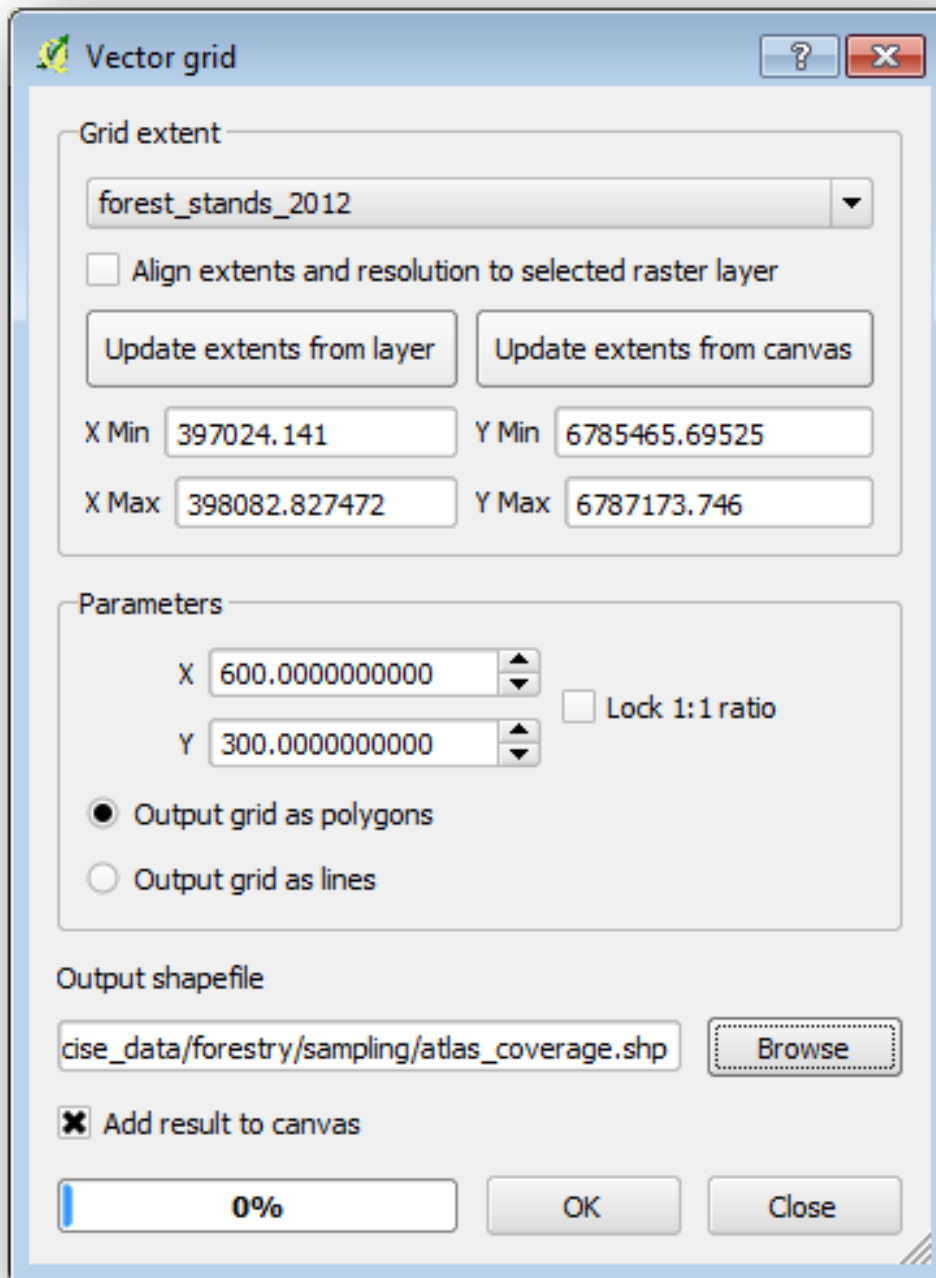 Vector grid
Grid extent
forest_stands_2012
Align extents and resolution to selected raster layer
Update extents from layer Update extents from canvas
X Min 397024.141 Y Min 6785465.69525
X Max 398082.827472 Y Max 6787173.746
Parameters
X 600.0000000000
Lock 1:1 ratio
Y 300.0000000000
Output grid as polygons
Output grid as lines
Output shapefile
cise_data/forestry/sampling/atlas_coverage.shp Browse
Add result to canvas
0% OK Close